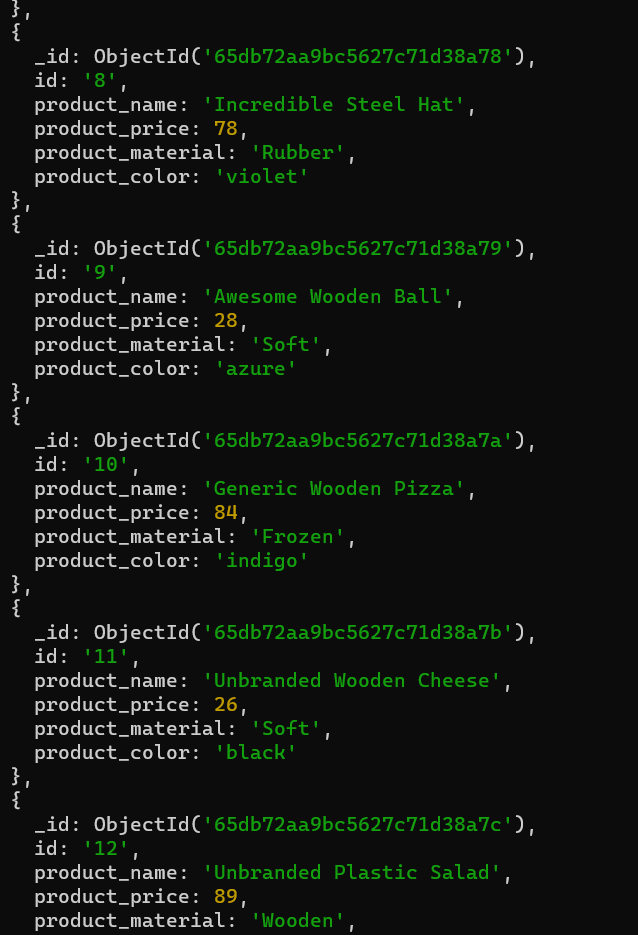 },
{
  _id: ObjectId('65db72aa9bc5627c71d38a78'),
  id: '8',
  product_name: 'Incredible Steel Hat',
  product_price: 78,
  product_material: 'Rubber',
  product_color: 'violet'
},
{
  _id: ObjectId('65db72aa9bc5627c71d38a79'),
  id: '9',
  product_name: 'Awesome Wooden Ball',
  product_price: 28,
  product_material: 'Soft',
  product_color: 'azure'
},
{
  _id: ObjectId('65db72aa9bc5627c71d38a7a'),
  id: '10',
  product_name: 'Generic Wooden Pizza',
  product_price: 84,
  product_material: 'Frozen',
  product_color: 'indigo'
},
{
  _id: ObjectId('65db72aa9bc5627c71d38a7b'),
  id: '11',
  product_name: 'Unbranded Wooden Cheese',
  product_price: 26,
  product_material: 'Soft',
  product_color: 'black'
},
{
  _id: ObjectId('65db72aa9bc5627c71d38a7c'),
  id: '12',
  product_name: 'Unbranded Plastic Salad',
  product_price: 89,
  product_material: 'Wooden',